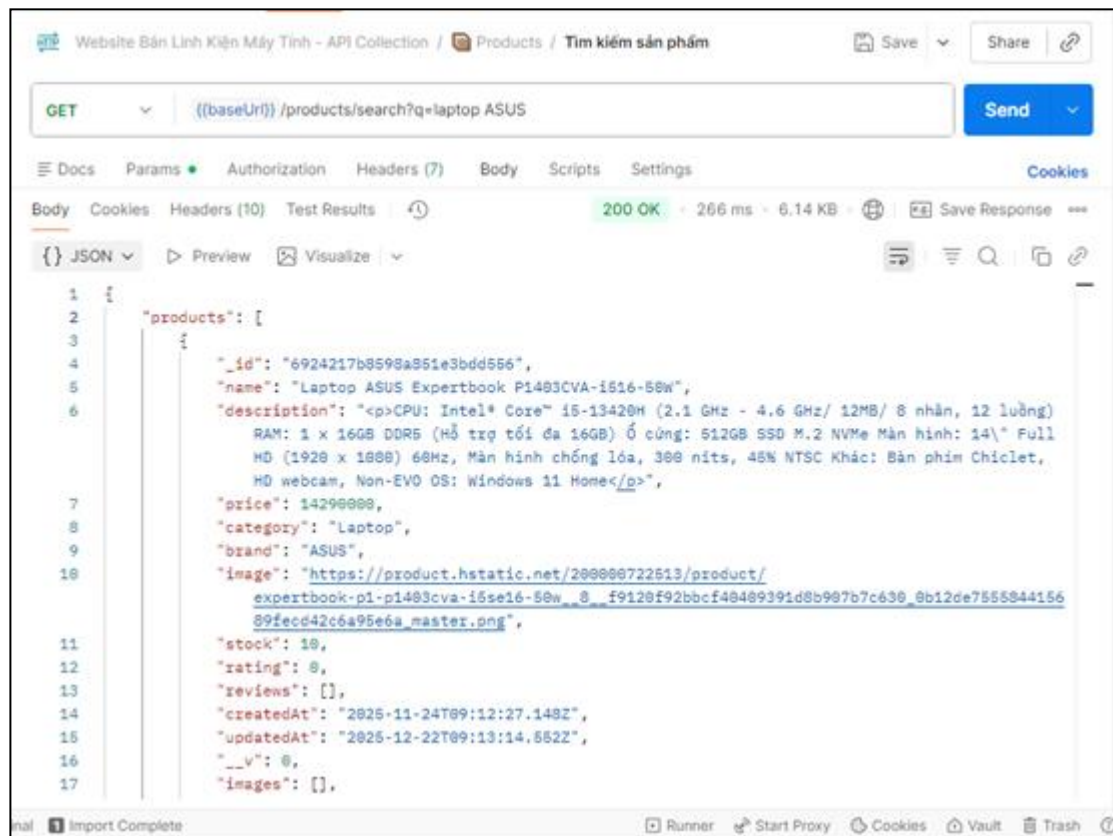 Website Bán Linh Kiện Máy Tính - API Collection / Products / Tìm kiếm sản phẩm Save Share
GET {{baseUrl}} /products/search?q=laptop ASUS Send
Docs Params Authorization Headers (7) Body Scripts Settings Cookies
Body Cookies Headers (10) Test Results 200 OK 266 ms 6.14 KB Save Response
{} JSON Preview Visualize
1 {
2 "products": [
3 {
4 "_id": "6924217b8598a851e3bdd556",
5 "name": "Laptop ASUS Expertbook P1403CVA-i516-50W",
6 "description": "<p>CPU: Intel® Core™ i5-13420H (2.1 GHz - 4.6 GHz/ 12MB/ 8 nhân, 12 luồng)
RAM: 1 x 16GB DDR5 (Hỗ trợ tối đa 16GB) Ổ cứng: 512GB SSD M.2 NVMe Màn hình: 14\" Full
HD (1920 x 1080) 60Hz, Màn hình chống lóa, 300 nits, 45% NTSC Khác: Bàn phím Chiclet,
HD webcam, Non-EVO OS: Windows 11 Home</p>",
7 "price": 14290000,
8 "category": "Laptop",
9 "brand": "ASUS",
10 "image": "https://product.hstatic.net/200000722513/product/
expertbook-p1-p1403cva-i5se16-50w__8__f9120f92bbcf40409391d8b907b7c630_0b12de7555844156
89fecd42c6a95e6a_master.png",
11 "stock": 10,
12 "rating": 0,
13 "reviews": [],
14 "createdAt": "2025-11-24T09:12:27.148Z",
15 "updatedAt": "2025-12-22T09:13:14.552Z",
16 "__v": 0,
17 "images": [],
Import Complete Runner Start Proxy Cookies Vault Trash